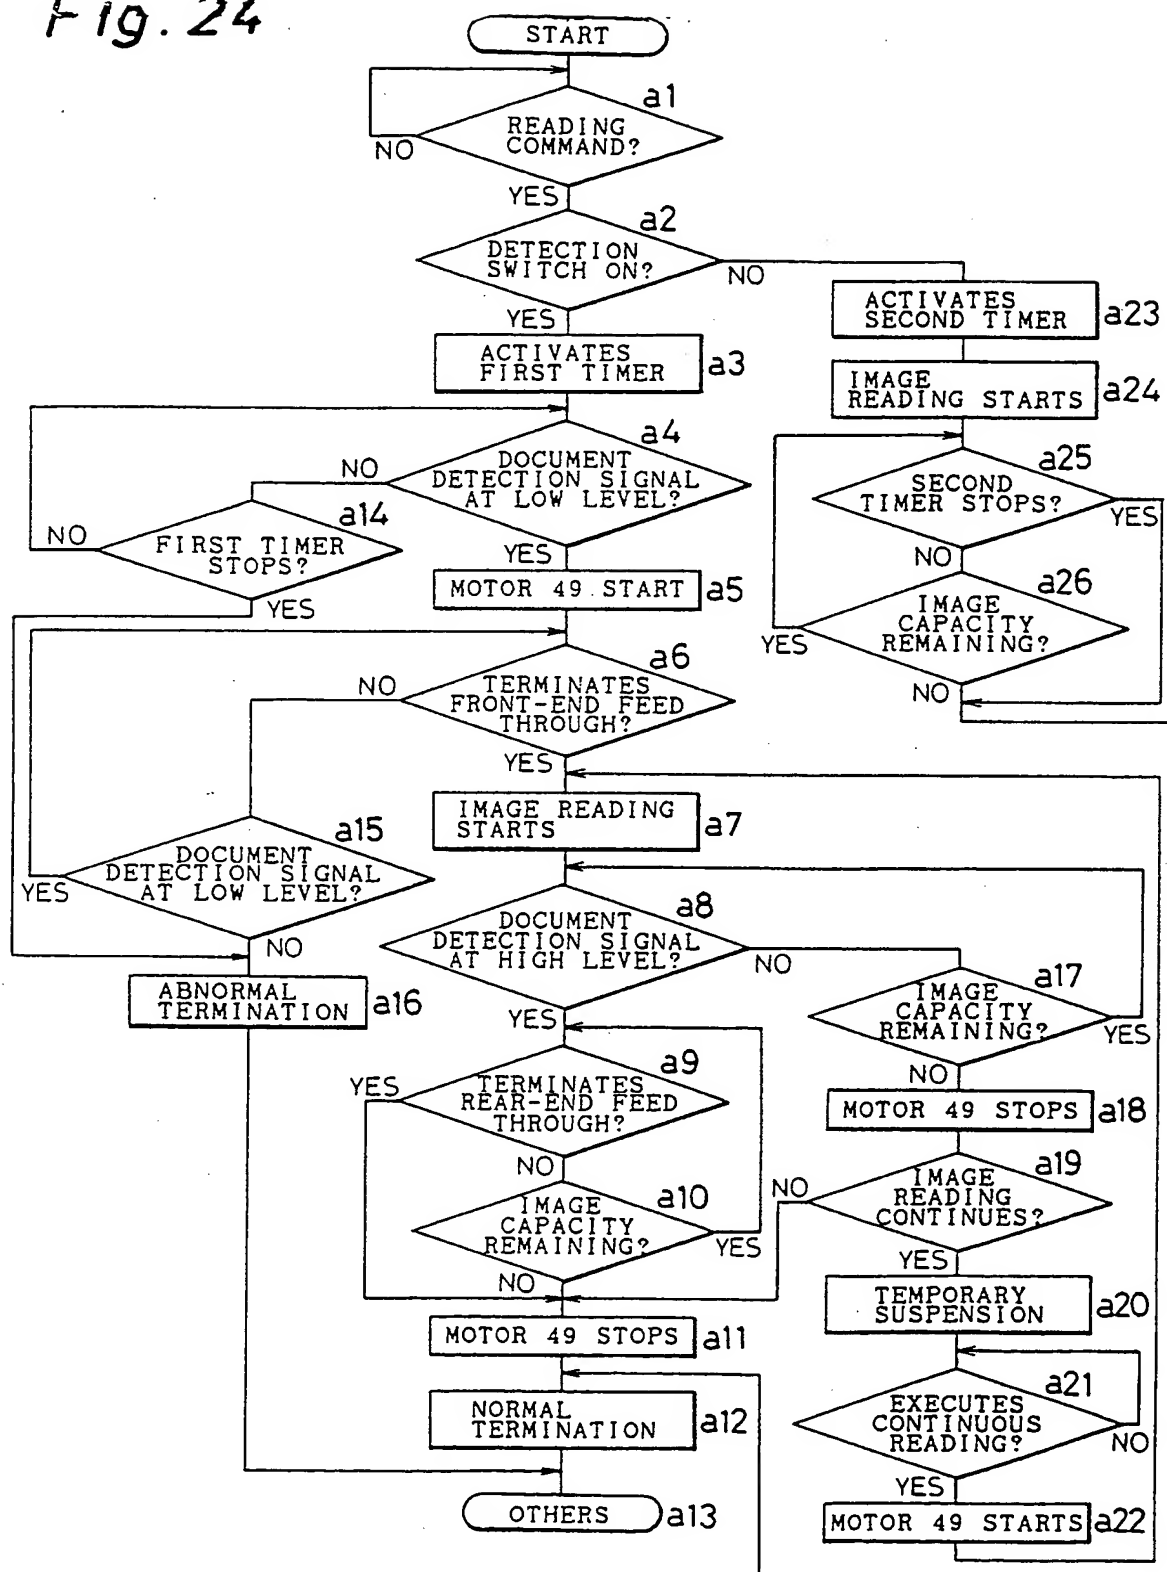 Fig. 24
START
a1
READING
COMMAND?
NO
YES
a2
DETECTION
SWITCH ON?
NO
YES
ACTIVATES
SECOND TIMER
a23
ACTIVATES
FIRST TIMER
a3
IMAGE
READING STARTS
a24
a4
DOCUMENT
DETECTION SIGNAL
AT LOW LEVEL?
NO
YES
a25
SECOND
TIMER STOPS?
YES
NO
a14
FIRST TIMER
STOPS?
NO
YES
MOTOR 49 START
a5
a26
IMAGE
CAPACITY
REMAINING?
YES
NO
a6
TERMINATES
FRONT-END FEED
THROUGH?
NO
YES
IMAGE READING
STARTS
a7
a15
DOCUMENT
DETECTION SIGNAL
AT LOW LEVEL?
YES
NO
a8
DOCUMENT
DETECTION SIGNAL
AT HIGH LEVEL?
NO
YES
ABNORMAL
TERMINATION
a16
a17
IMAGE
CAPACITY
REMAINING?
YES
NO
a9
TERMINATES
REAR-END FEED
THROUGH?
YES
NO
MOTOR 49 STOPS
a18
a10
IMAGE
CAPACITY
REMAINING?
YES
NO
a19
IMAGE
READING
CONTINUES?
NO
YES
TEMPORARY
SUSPENSION
a20
MOTOR 49 STOPS
a11
NORMAL
TERMINATION
a12
a21
EXECUTES
CONTINUOUS
READING?
NO
YES
OTHERS
a13
MOTOR 49 STARTS
a22